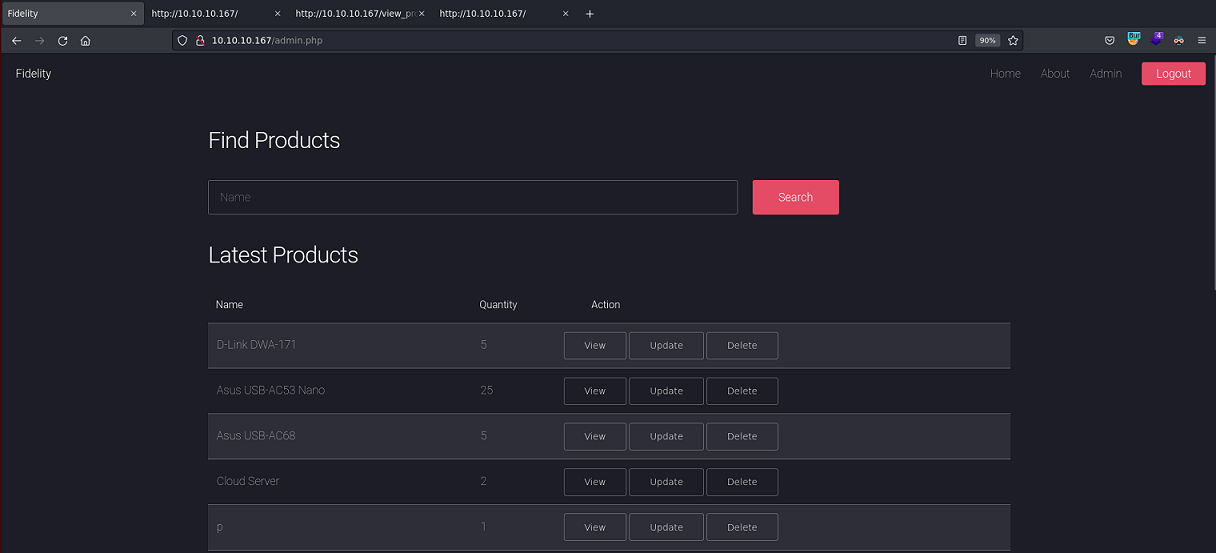 Fidelity http://10.10.10.167/ http://10.10.10.167/view_pro http://10.10.10.167/
10.10.10.167/admin.php 90% 4
Fidelity Home About Admin Logout
Find Products
Name Search
Latest Products
Name Quantity Action
D-Link DWA-171 5 View Update Delete
Asus USB-AC53 Nano 25 View Update Delete
Asus USB-AC68 5 View Update Delete
Cloud Server 2 View Update Delete
p 1 View Update Delete